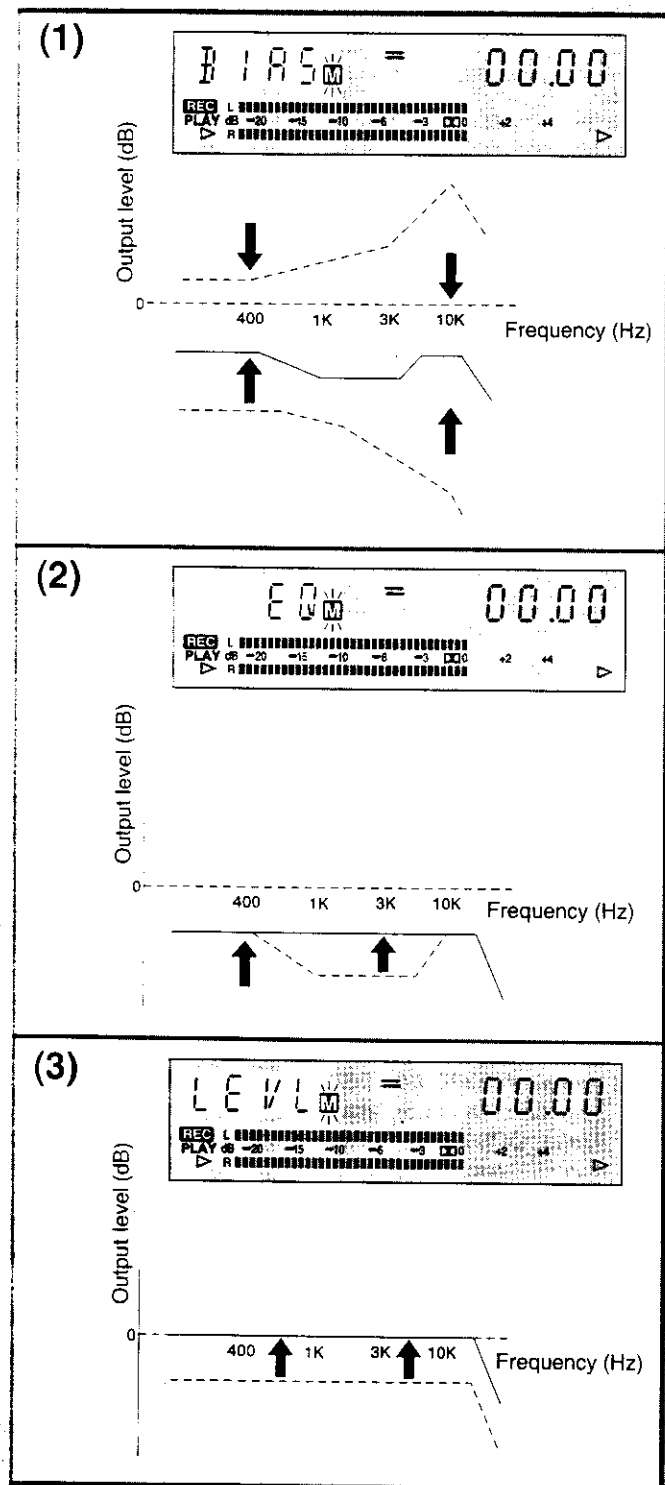 (1)
BIAS M = 00.00
REC L
PLAY dB -20 -15 -10 -6 -3 0 +2 +4
R
Output level (dB)
0
400 1K 3K 10K
Frequency (Hz)
(2)
EQ M = 00.00
REC L
PLAY dB -20 -15 -10 -6 -3 0 +2 +4
R
Output level (dB)
0
400 1K 3K 10K
Frequency (Hz)
(3)
LEVL M = 00.00
REC L
PLAY dB -20 -15 -10 -6 -3 0 +2 +4
R
Output level (dB)
0
400 1K 3K 10K
Frequency (Hz)